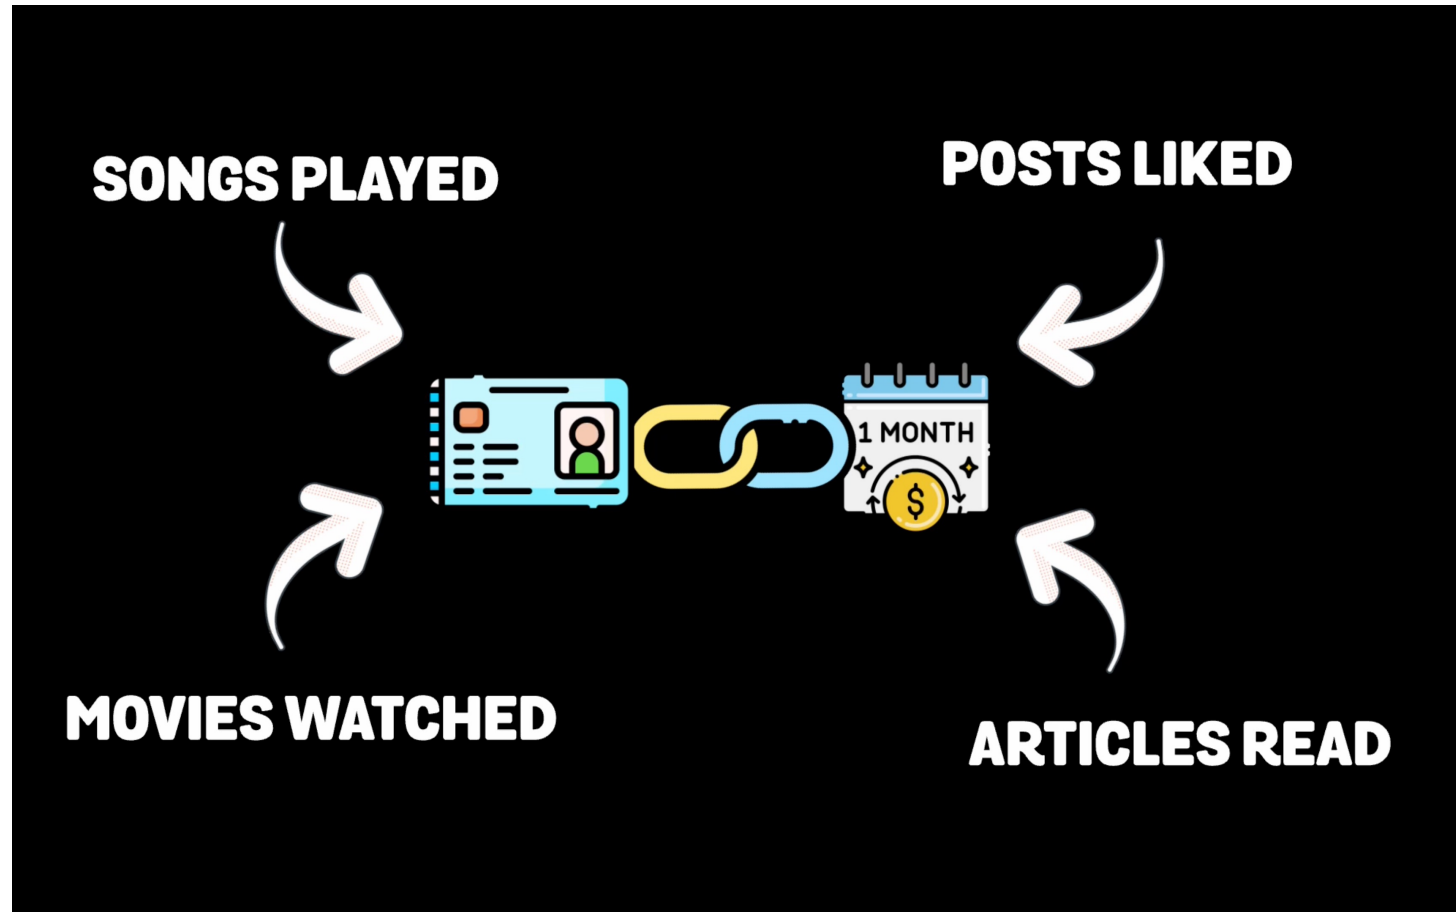 SONGS PLAYED
POSTS LIKED
1 MONTH
$
MOVIES WATCHED
ARTICLES READ